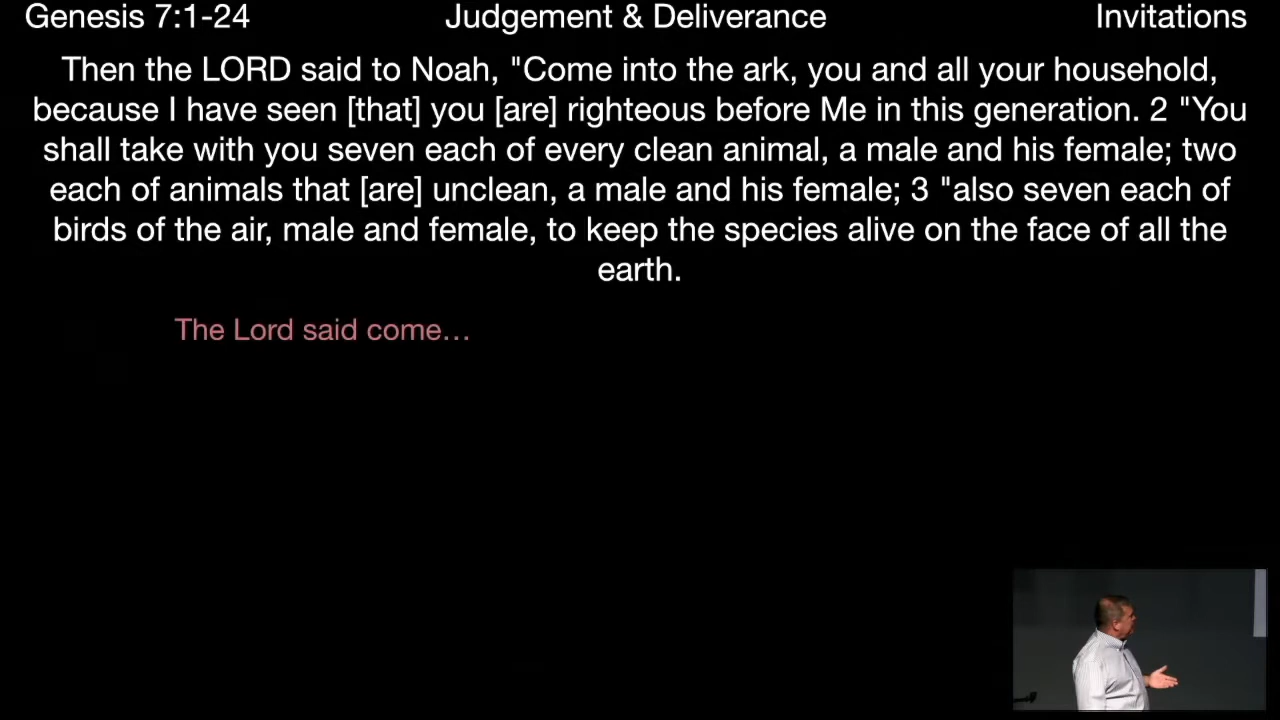 Genesis 7:1-24 Judgement & Deliverance Invitations
Then the LORD said to Noah, "Come into the ark, you and all your household,
because I have seen [that] you [are] righteous before Me in this generation. 2 "You
shall take with you seven each of every clean animal, a male and his female; two
each of animals that [are] unclean, a male and his female; 3 "also seven each of
birds of the air, male and female, to keep the species alive on the face of all the
earth.
The Lord said come…